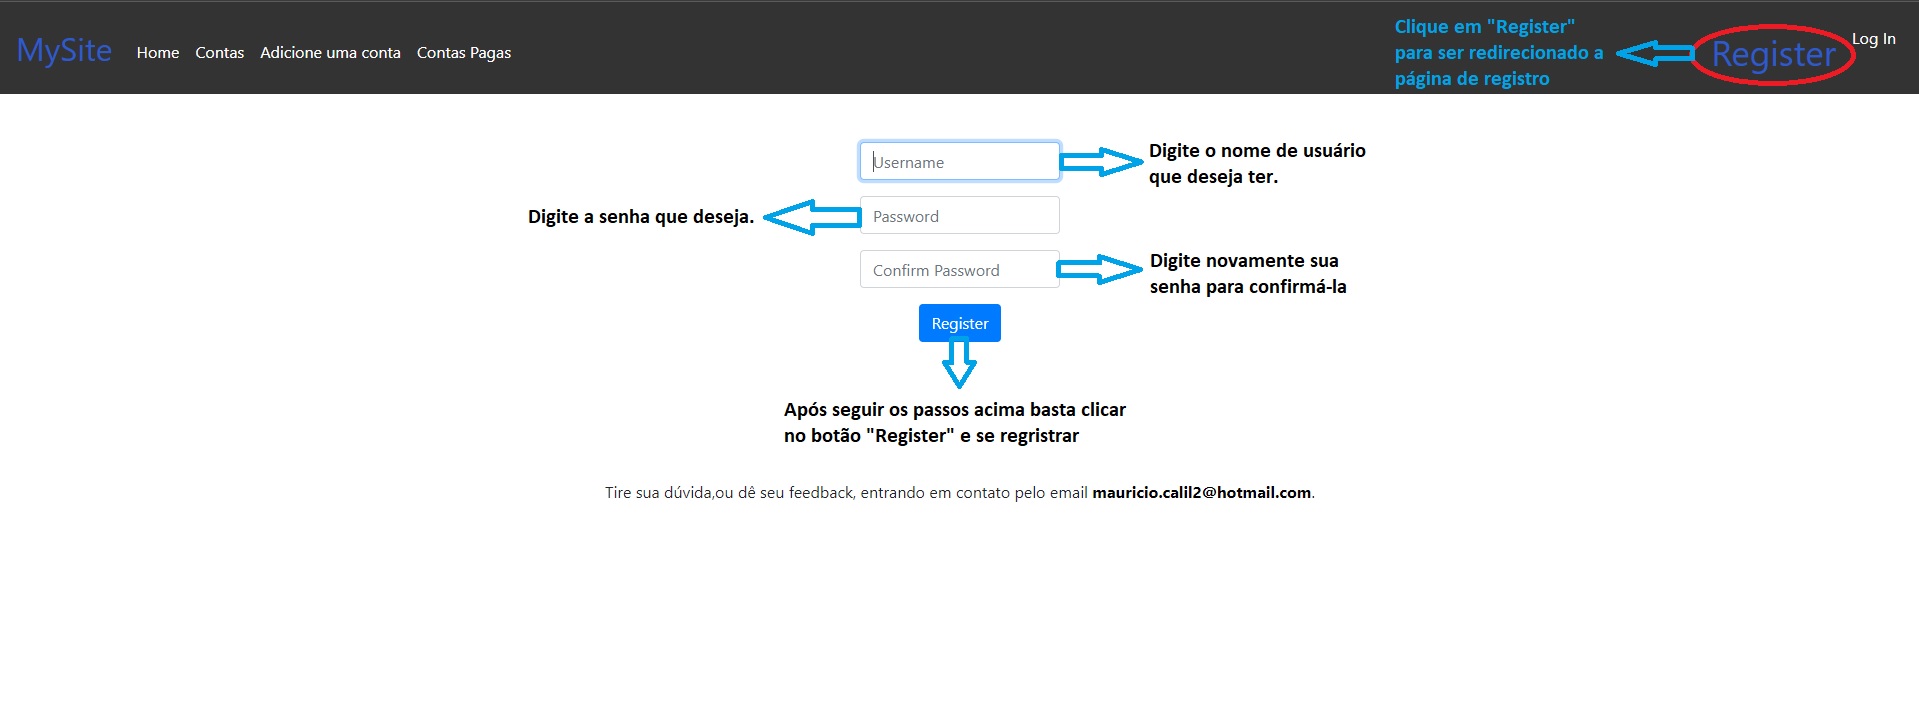 MySite Home Contas Adicione uma conta Contas Pagas
Clique em "Register"
para ser redirecionado a
página de registro
Register
Log In
Username
Digite o nome de usuário
que deseja ter.
Digite a senha que deseja.
Password
Confirm Password
Digite novamente sua
senha para confirmá-la
Register
Após seguir os passos acima basta clicar
no botão "Register" e se regristrar
Tire sua dúvida,ou dê seu feedback, entrando em contato pelo email mauricio.calil2@hotmail.com.